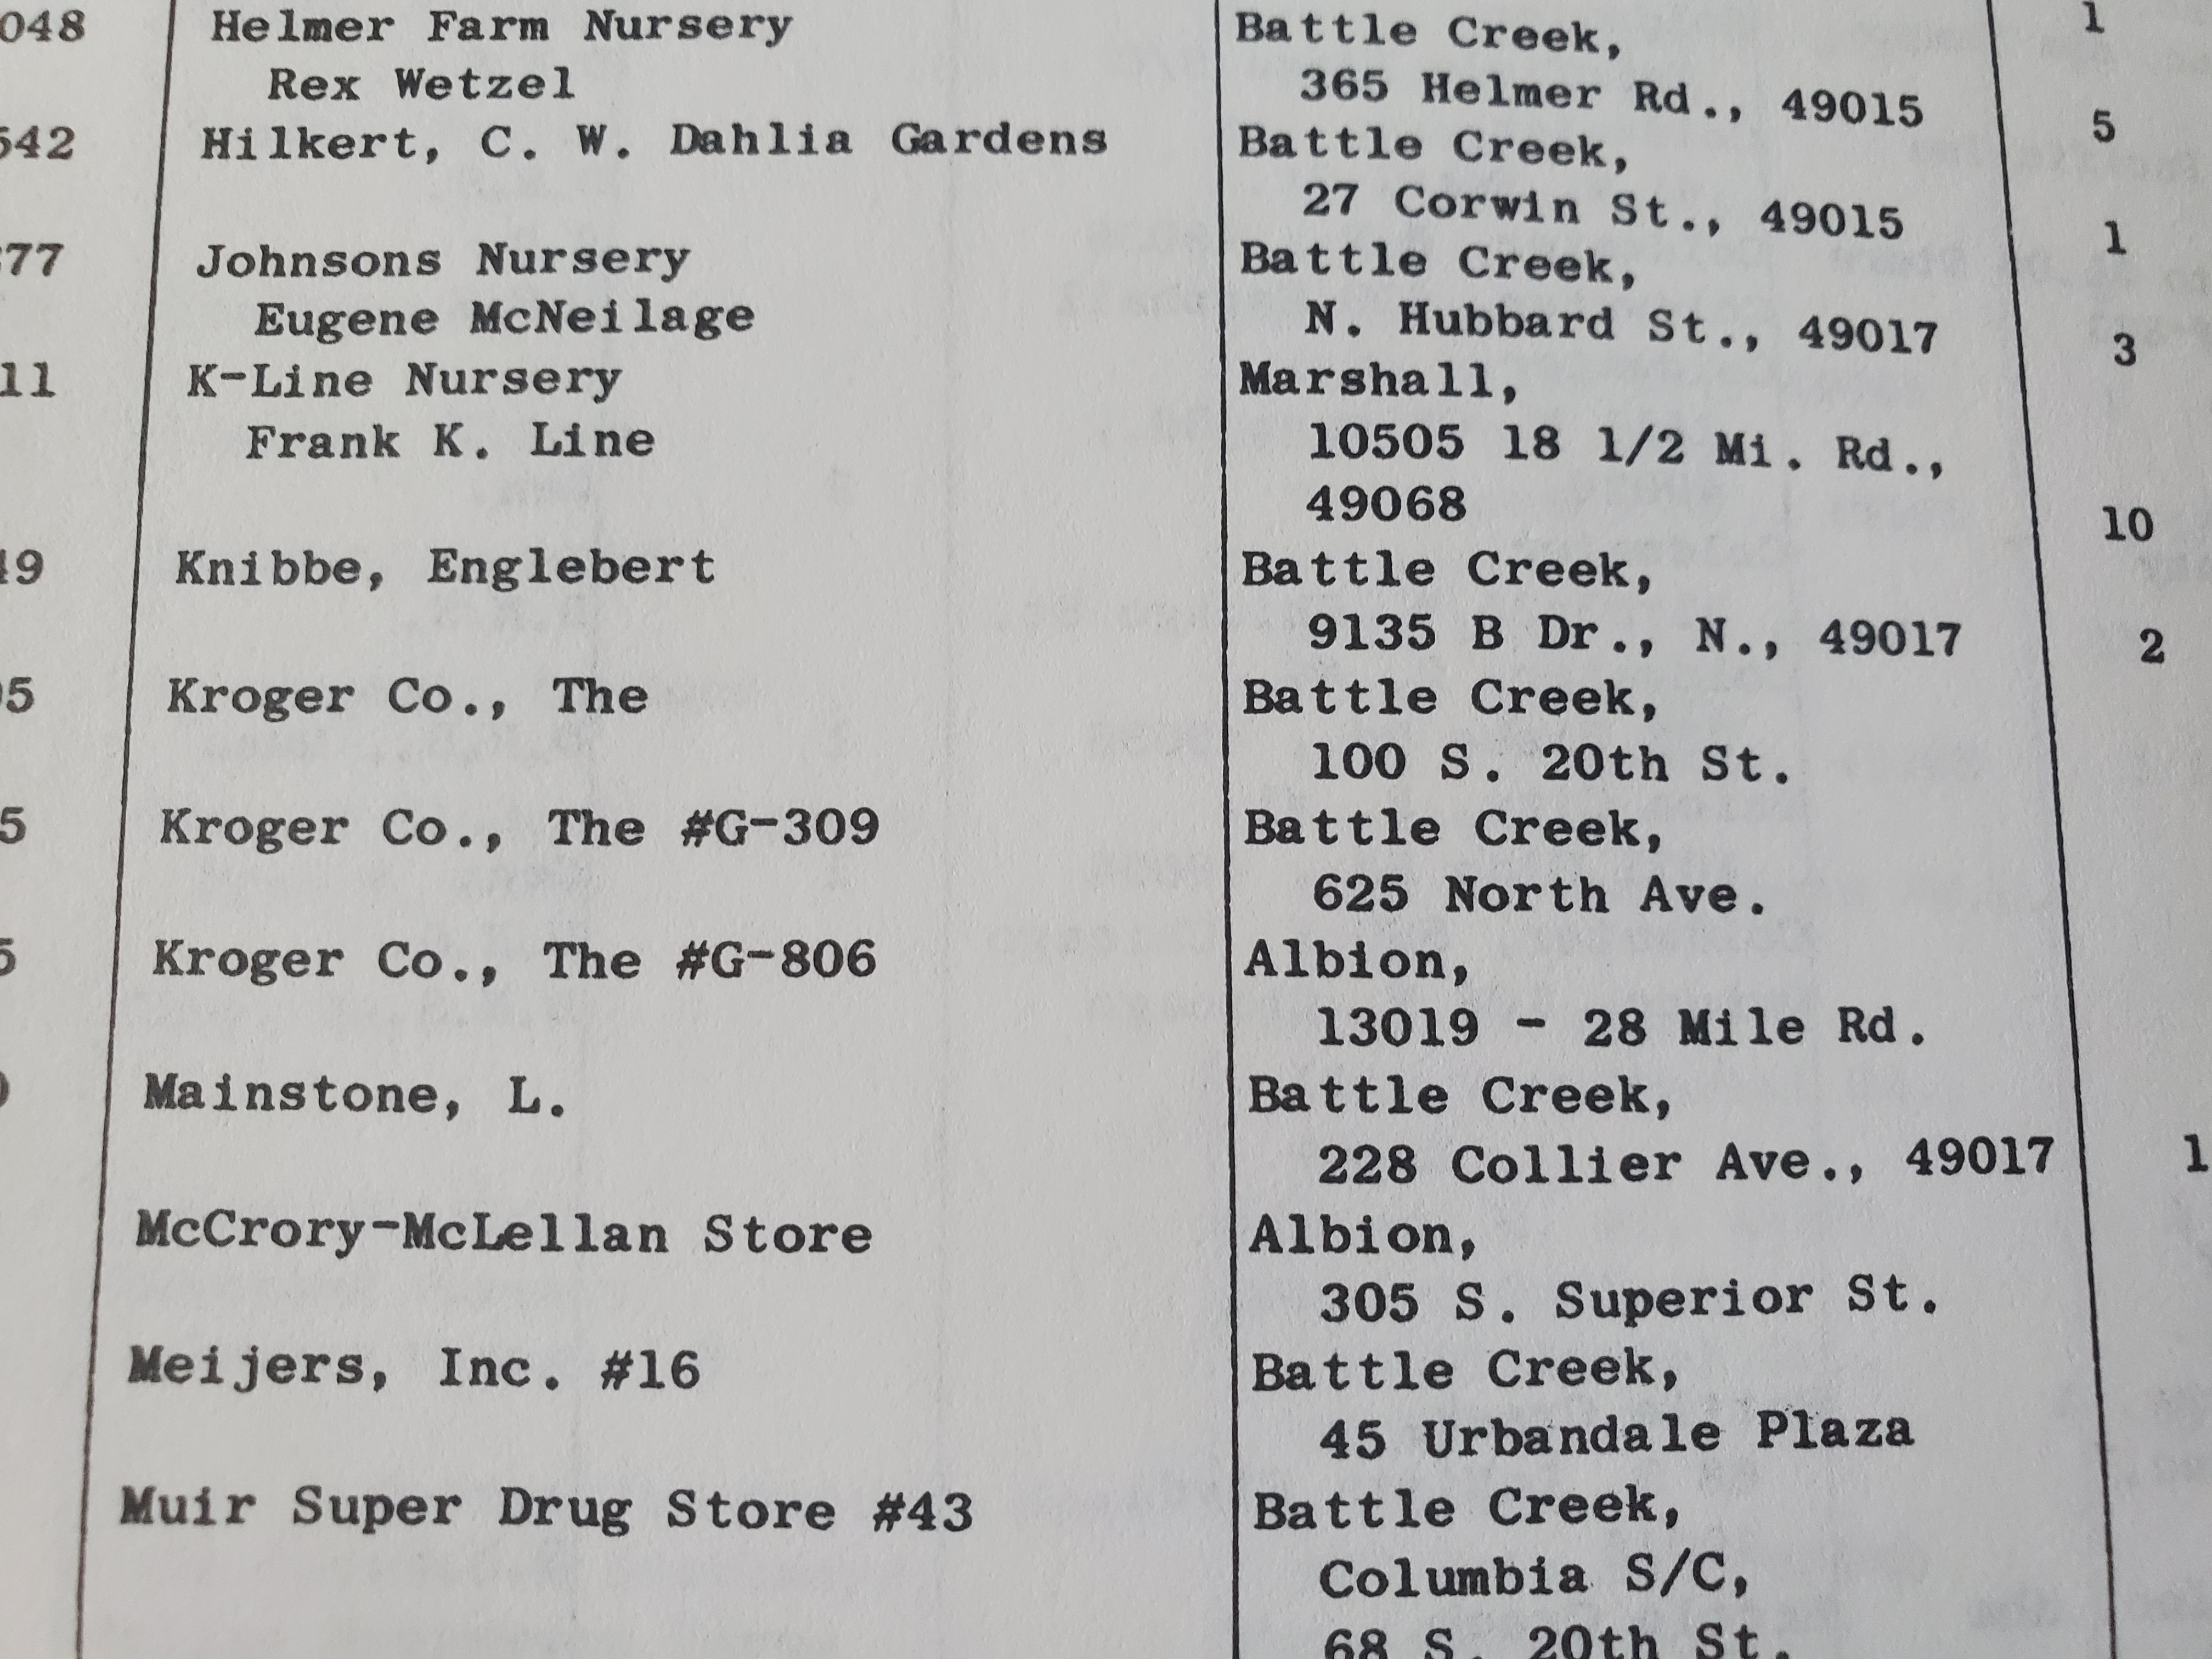 048 Helmer Farm Nursery Battle Creek, 1
Rex Wetzel 365 Helmer Rd., 49015
542 Hilkert, C. W. Dahlia Gardens Battle Creek, 5
27 Corwin St., 49015
77 Johnsons Nursery Battle Creek, 1
Eugene McNeilage N. Hubbard St., 49017
11 K-Line Nursery Marshall, 3
Frank K. Line 10505 18 1/2 Mi. Rd.,
49068
49 Knibbe, Englebert Battle Creek, 10
9135 B Dr., N., 49017
5 Kroger Co., The Battle Creek, 2
100 S. 20th St.
5 Kroger Co., The #G-309 Battle Creek,
625 North Ave.
5 Kroger Co., The #G-806 Albion,
13019 - 28 Mile Rd.
Mainstone, L. Battle Creek,
228 Collier Ave., 49017 1
McCrory-McLellan Store Albion,
305 S. Superior St.
Meijers, Inc. #16 Battle Creek,
45 Urbandale Plaza
Muir Super Drug Store #43 Battle Creek,
Columbia S/C,
68 S. 20th St.